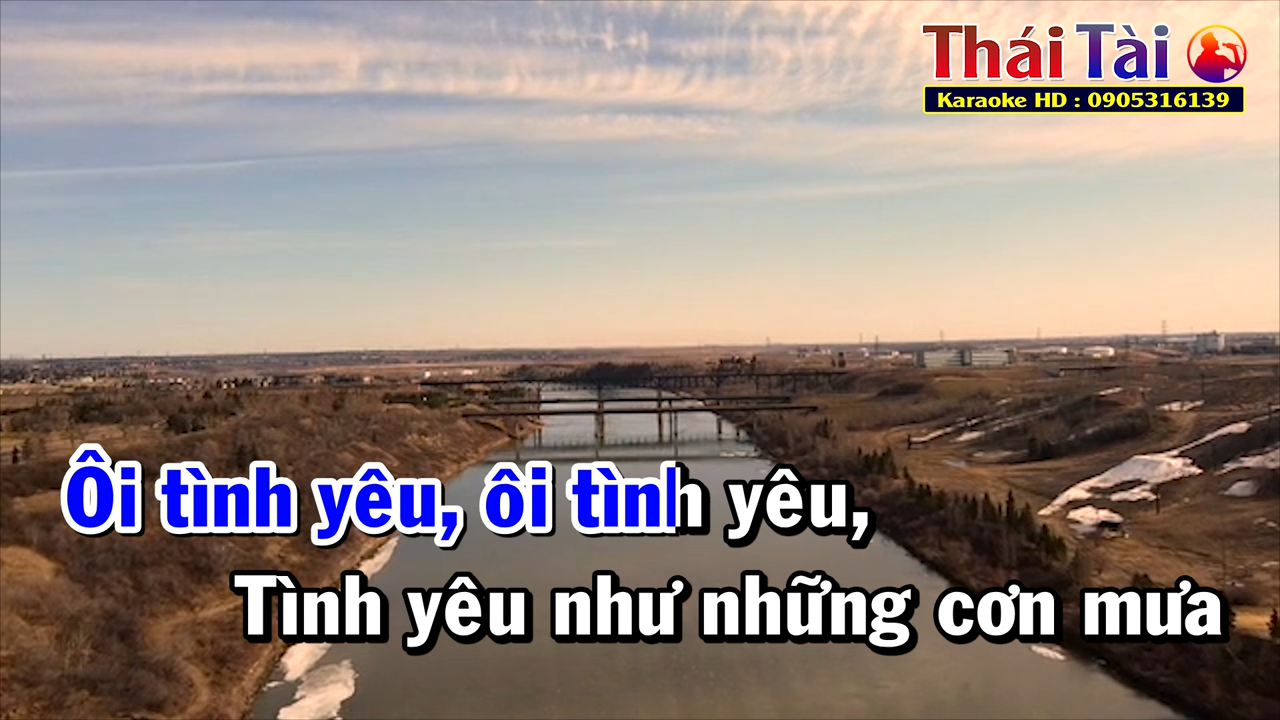 Thái Tài
Karaoke HD : 0905316139
Ôi tình yêu, ôi tình yêu,
Tình yêu như những cơn mưa